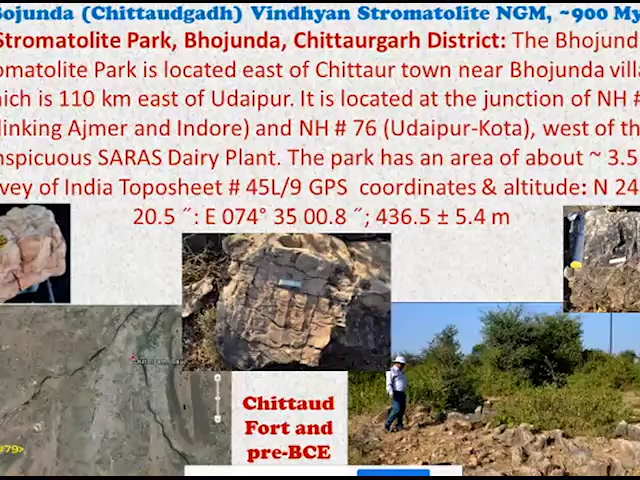 Bojunda (Chittaudgadh) Vindhyan Stromatolite NGM, ~900 My
Stromatolite Park, Bhojunda, Chittaurgarh District: The Bhojund
omatolite Park is located east of Chittaur town near Bhojunda villa
hich is 110 km east of Udaipur. It is located at the junction of NH #
linking Ajmer and Indore) and NH # 76 (Udaipur-Kota), west of th
nspicuous SARAS Dairy Plant. The park has an area of about ~ 3.5
vey of India Toposheet # 45L/9 GPS coordinates & altitude: N 24
20.5 ˝: E 074° 35 00.8 ˝; 436.5 ± 5.4 m
Chittaud
Fort and
pre-BCE
#79>